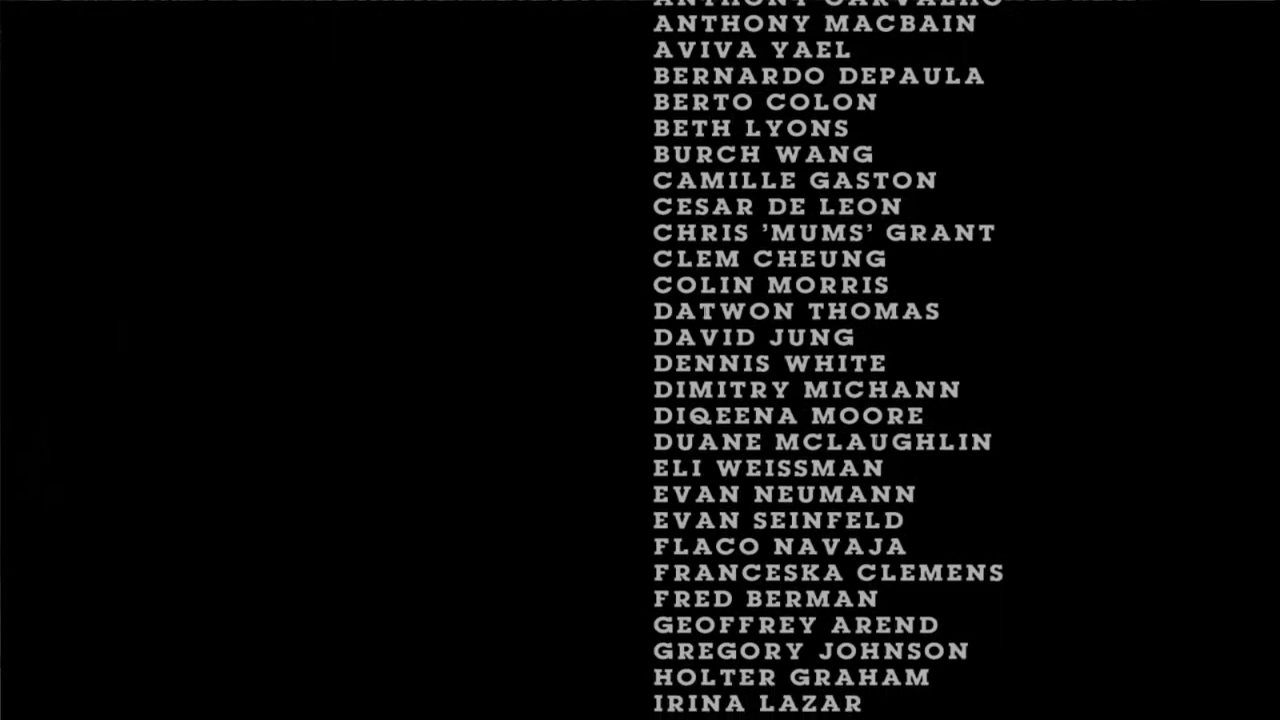 ANTHONY CARVALHO
ANTHONY MACBAIN
AVIVA YAEL
BERNARDO DEPAULA
BERTO COLON
BETH LYONS
BURCH WANG
CAMILLE GASTON
CESAR DE LEON
CHRIS 'MUMS' GRANT
CLEM CHEUNG
COLIN MORRIS
DATWON THOMAS
DAVID JUNG
DENNIS WHITE
DIMITRY MICHANN
DIQEENA MOORE
DUANE MCLAUGHLIN
ELI WEISSMAN
EVAN NEUMANN
EVAN SEINFELD
FLACO NAVAJA
FRANCESKA CLEMENS
FRED BERMAN
GEOFFREY AREND
GREGORY JOHNSON
HOLTER GRAHAM
IRINA LAZAR